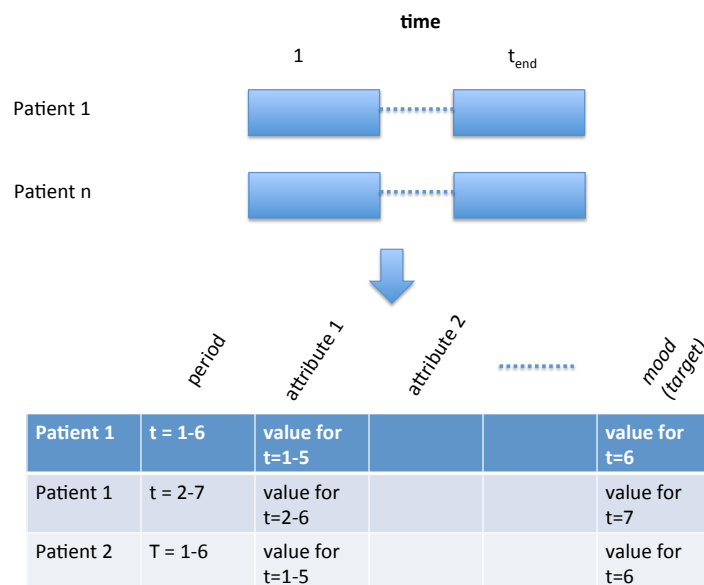 time
1 t_end
Patient 1
Patient n
period
attribute 1
attribute 2
mood
(target)
Patient 1 t = 1-6 value for t=1-5 value for t=6
Patient 1 t = 2-7 value for t=2-6 value for t=7
Patient 2 T = 1-6 value for t=1-5 value for t=6